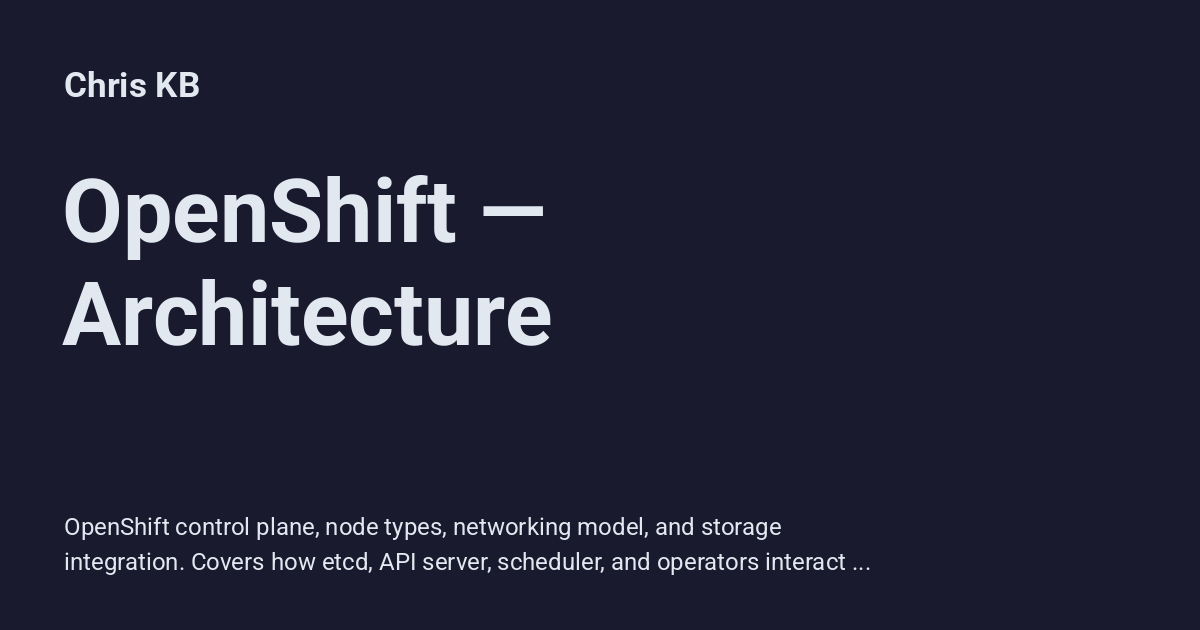 Chris KB
OpenShift —
Architecture
OpenShift control plane, node types, networking model, and storage
integration. Covers how etcd, API server, scheduler, and operators interact ...